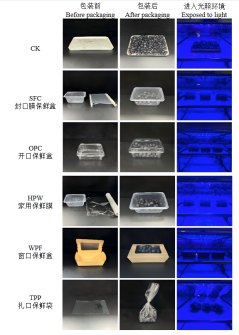 包装前 包装后 进入光照环境
Before packaging After packaging Exposed to light
CK
SFC
封口膜保鲜盒
OPC
开口保鲜盒
HPW
家用保鲜膜
WPF
窗口保鲜盒
TPP
扎口保鲜袋